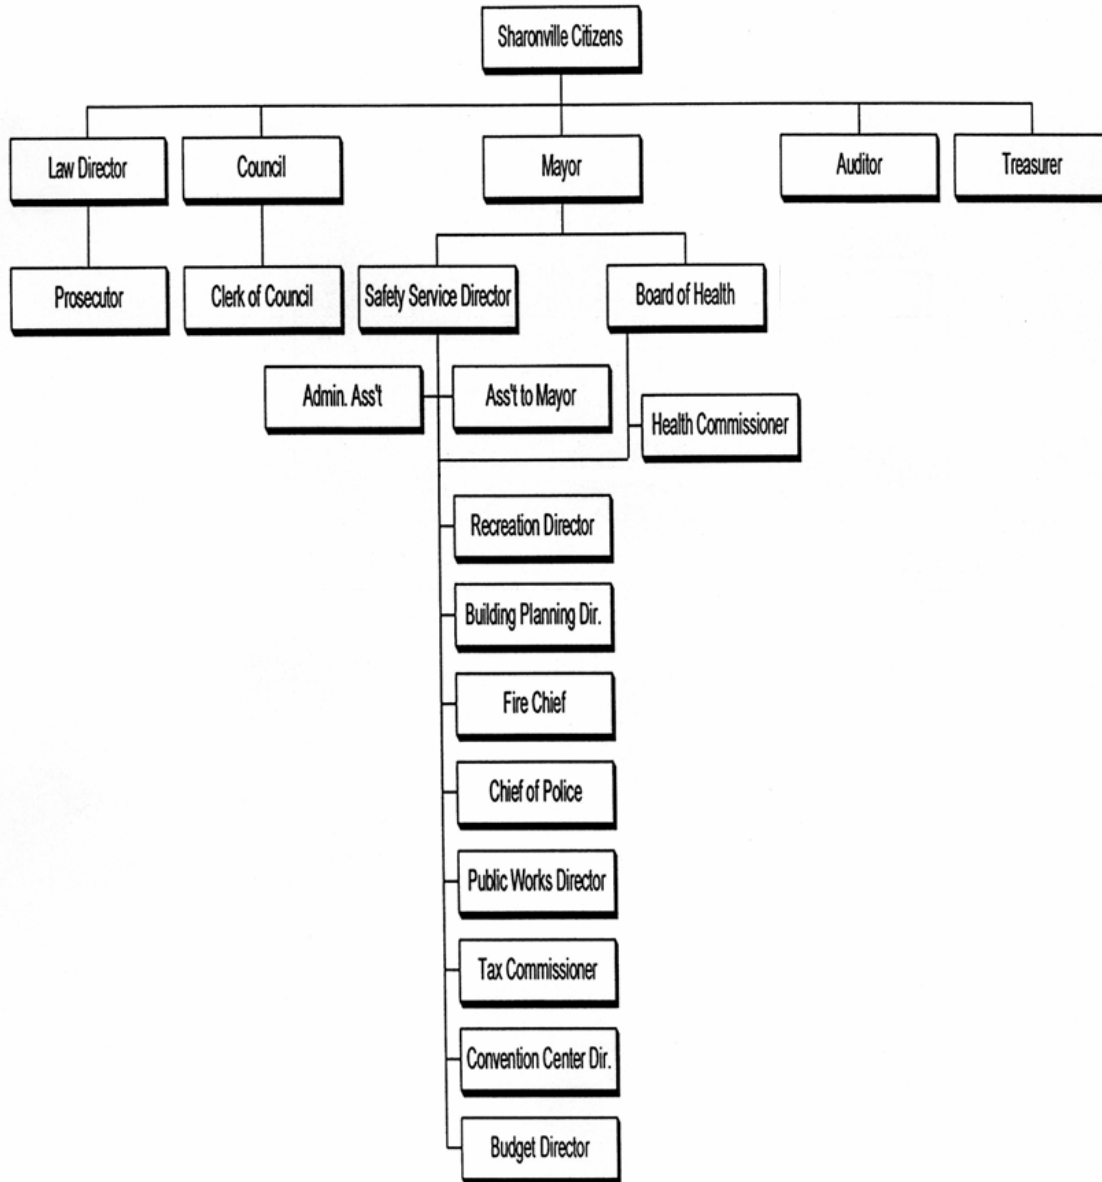 Sharonville Citizens
Law Director
Council
Mayor
Auditor
Treasurer
Prosecutor
Clerk of Council
Safety Service Director
Board of Health
Admin. Ass't
Ass't to Mayor
Health Commissioner
Recreation Director
Building Planning Dir.
Fire Chief
Chief of Police
Public Works Director
Tax Commissioner
Convention Center Dir.
Budget Director